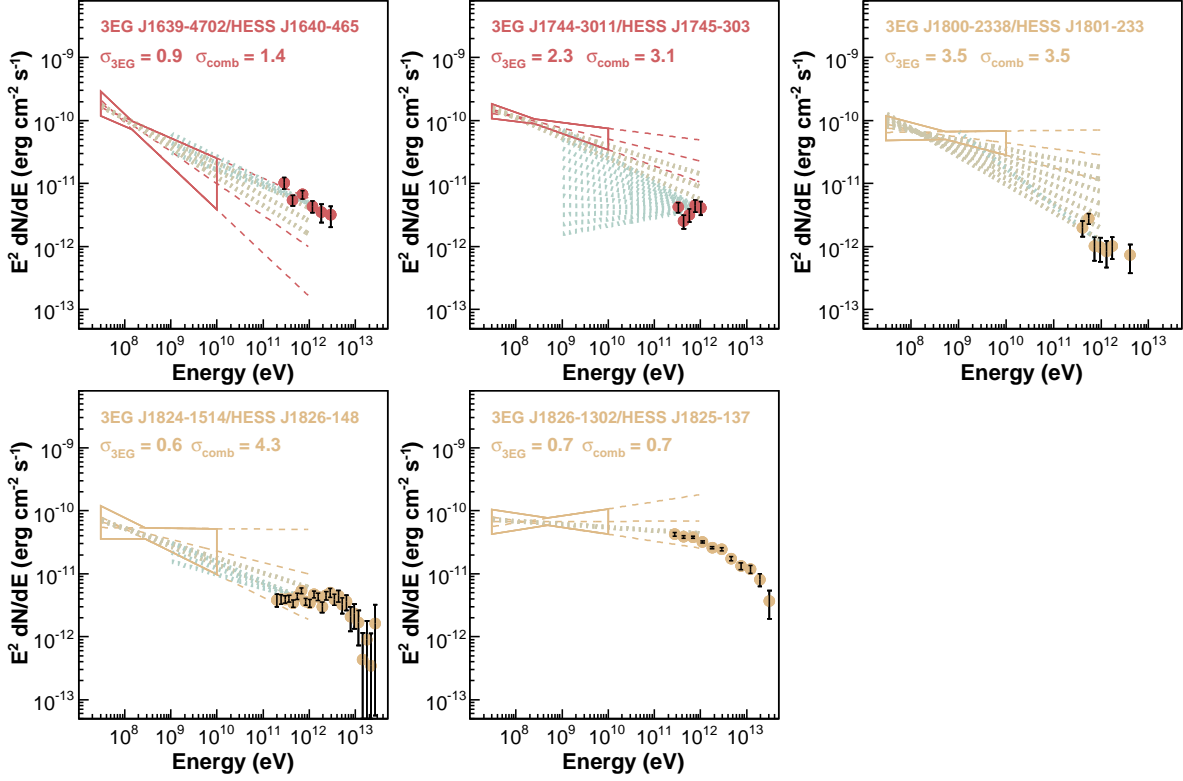 3EG J1639-4702/HESS J1640-465
σ3EG = 0.9 σcomb = 1.4
E² dN/dE (erg cm⁻² s⁻¹)
10⁻⁹
10⁻¹⁰
10⁻¹¹
10⁻¹²
10⁻¹³
10⁸ 10⁹ 10¹⁰ 10¹¹ 10¹² 10¹³
Energy (eV)
3EG J1744-3011/HESS J1745-303
σ3EG = 2.3 σcomb = 3.1
E² dN/dE (erg cm⁻² s⁻¹)
10⁻⁹
10⁻¹⁰
10⁻¹¹
10⁻¹²
10⁻¹³
10⁸ 10⁹ 10¹⁰ 10¹¹ 10¹² 10¹³
Energy (eV)
3EG J1800-2338/HESS J1801-233
σ3EG = 3.5 σcomb = 3.5
E² dN/dE (erg cm⁻² s⁻¹)
10⁻⁹
10⁻¹⁰
10⁻¹¹
10⁻¹²
10⁻¹³
10⁸ 10⁹ 10¹⁰ 10¹¹ 10¹² 10¹³
Energy (eV)
3EG J1824-1514/HESS J1826-148
σ3EG = 0.6 σcomb = 4.3
E² dN/dE (erg cm⁻² s⁻¹)
10⁻⁹
10⁻¹⁰
10⁻¹¹
10⁻¹²
10⁻¹³
10⁸ 10⁹ 10¹⁰ 10¹¹ 10¹² 10¹³
Energy (eV)
3EG J1826-1302/HESS J1825-137
σ3EG = 0.7 σcomb = 0.7
E² dN/dE (erg cm⁻² s⁻¹)
10⁻⁹
10⁻¹⁰
10⁻¹¹
10⁻¹²
10⁻¹³
10⁸ 10⁹ 10¹⁰ 10¹¹ 10¹² 10¹³
Energy (eV)